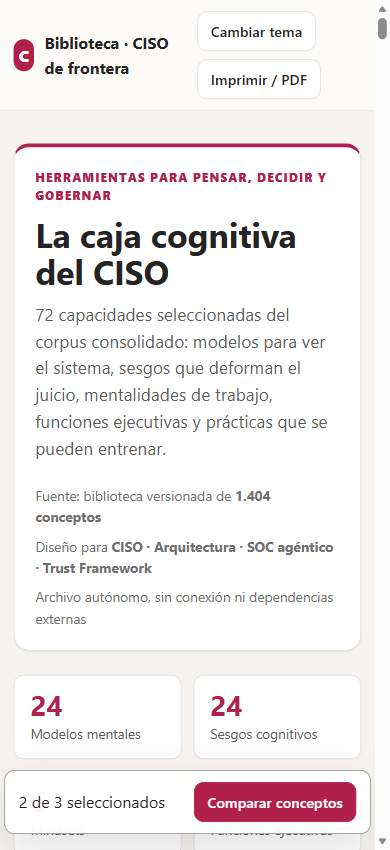 c
Biblioteca · CISO
de frontera
Cambiar tema
Imprimir / PDF
HERRAMIENTAS PARA PENSAR, DECIDIR Y
GOBERNAR
La caja cognitiva
del CISO
72 capacidades seleccionadas del
corpus consolidado: modelos para ver
el sistema, sesgos que deforman el
juicio, mentalidades de trabajo,
funciones ejecutivas y prácticas que se
pueden entrenar.
Fuente: biblioteca versionada de 1.404
conceptos
Diseño para CISO · Arquitectura · SOC agéntico
· Trust Framework
Archivo autónomo, sin conexión ni dependencias
externas
24
Modelos mentales
24
Sesgos cognitivos
2 de 3 seleccionados
Comparar conceptos